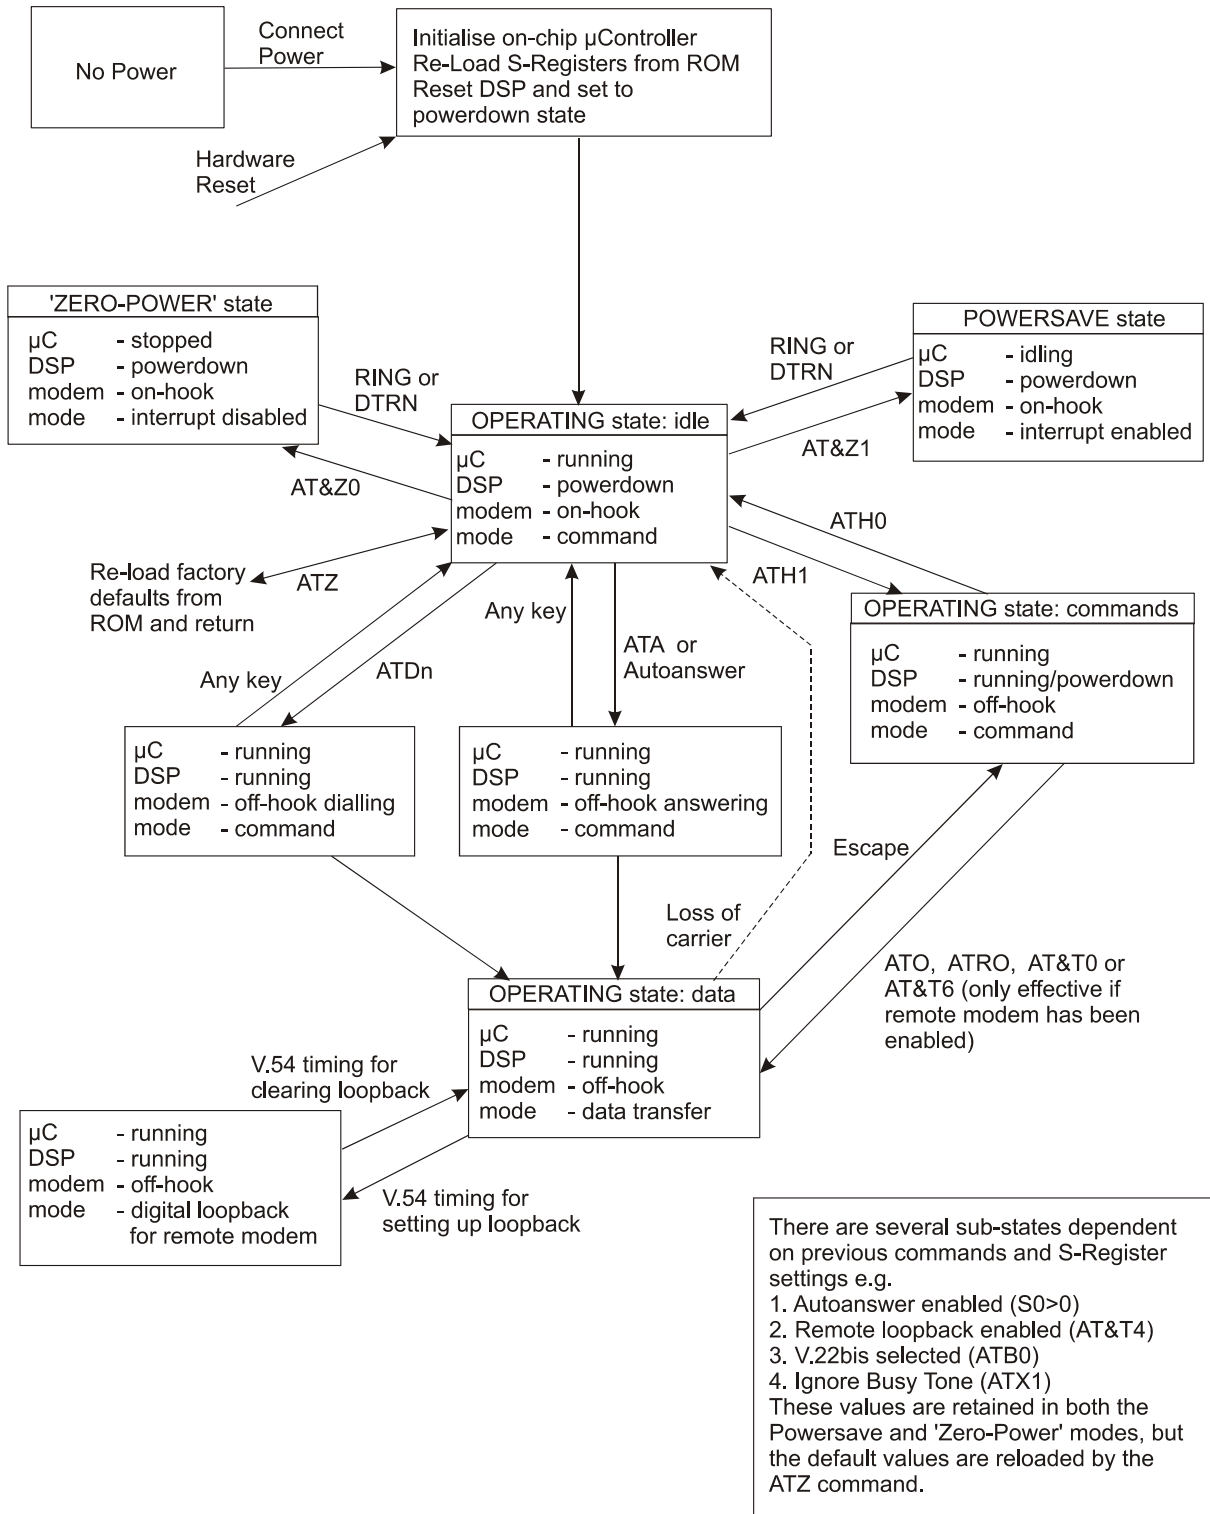 No Power
Connect
Power
Initialise on-chip µController
Re-Load S-Registers from ROM
Reset DSP and set to
powerdown state
Hardware
Reset
'ZERO-POWER' state
µC - stopped
DSP - powerdown
modem - on-hook
mode - interrupt disabled
RING or
DTRN
AT&Z0
OPERATING state: idle
µC - running
DSP - powerdown
modem - on-hook
mode - command
RING or
DTRN
AT&Z1
POWERSAVE state
µC - idling
DSP - powerdown
modem - on-hook
mode - interrupt enabled
Re-load factory
defaults from
ROM and return
ATZ
ATH0
ATH1
OPERATING state: commands
µC - running
DSP - running/powerdown
modem - off-hook
mode - command
Any key
ATDn
Any key
ATA or
Autoanswer
µC - running
DSP - running
modem - off-hook dialling
mode - command
µC - running
DSP - running
modem - off-hook answering
mode - command
Loss of
carrier
Escape
ATO, ATRO, AT&T0 or
AT&T6 (only effective if
remote modem has been
enabled)
OPERATING state: data
µC - running
DSP - running
modem - off-hook
mode - data transfer
V.54 timing for
clearing loopback
µC - running
DSP - running
modem - off-hook
mode - digital loopback
for remote modem
V.54 timing for
setting up loopback
There are several sub-states dependent
on previous commands and S-Register
settings e.g.
1. Autoanswer enabled (S0>0)
2. Remote loopback enabled (AT&T4)
3. V.22bis selected (ATB0)
4. Ignore Busy Tone (ATX1)
These values are retained in both the
Powersave and 'Zero-Power' modes, but
the default values are reloaded by the
ATZ command.